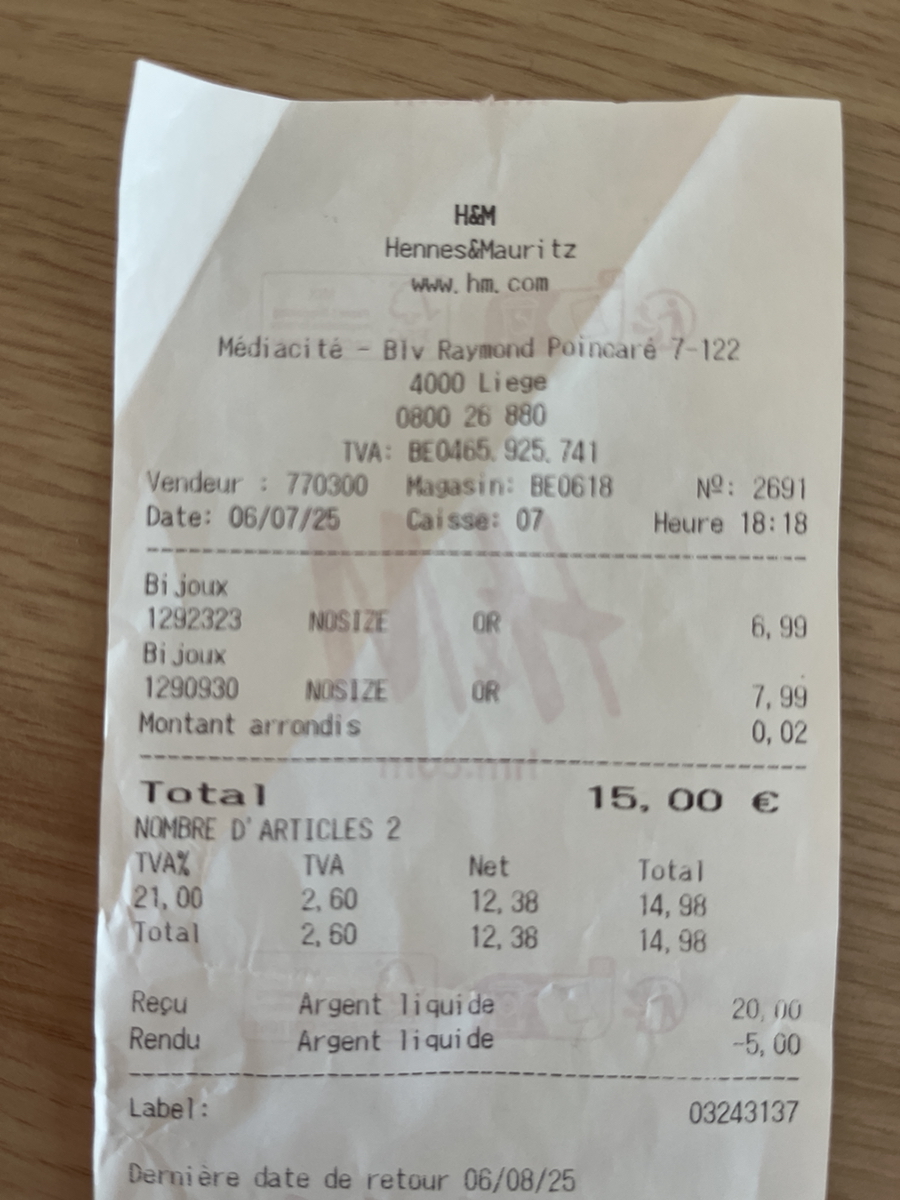 H&M
Hennes&Mauritz
www.hm.com
Médiacité - Blv Raymond Poincaré 7-122
4000 Liege
0800 26 880
TVA: BE0465.925.741
Vendeur : 770300 Magasin: BE0618 Nº: 2691
Date: 06/07/25 Caisse: 07 Heure 18:18
Bijoux
1292323 NOSIZE OR 6,99
Bijoux
1290930 NOSIZE OR 7,99
Montant arrondis 0,02
Total 15,00 €
NOMBRE D'ARTICLES 2
TVA% TVA Net Total
21,00 2,60 12,38 14,98
Total 2,60 12,38 14,98
Reçu Argent liquide 20,00
Rendu Argent liquide -5,00
Label: 03243137
Dernière date de retour 06/08/25